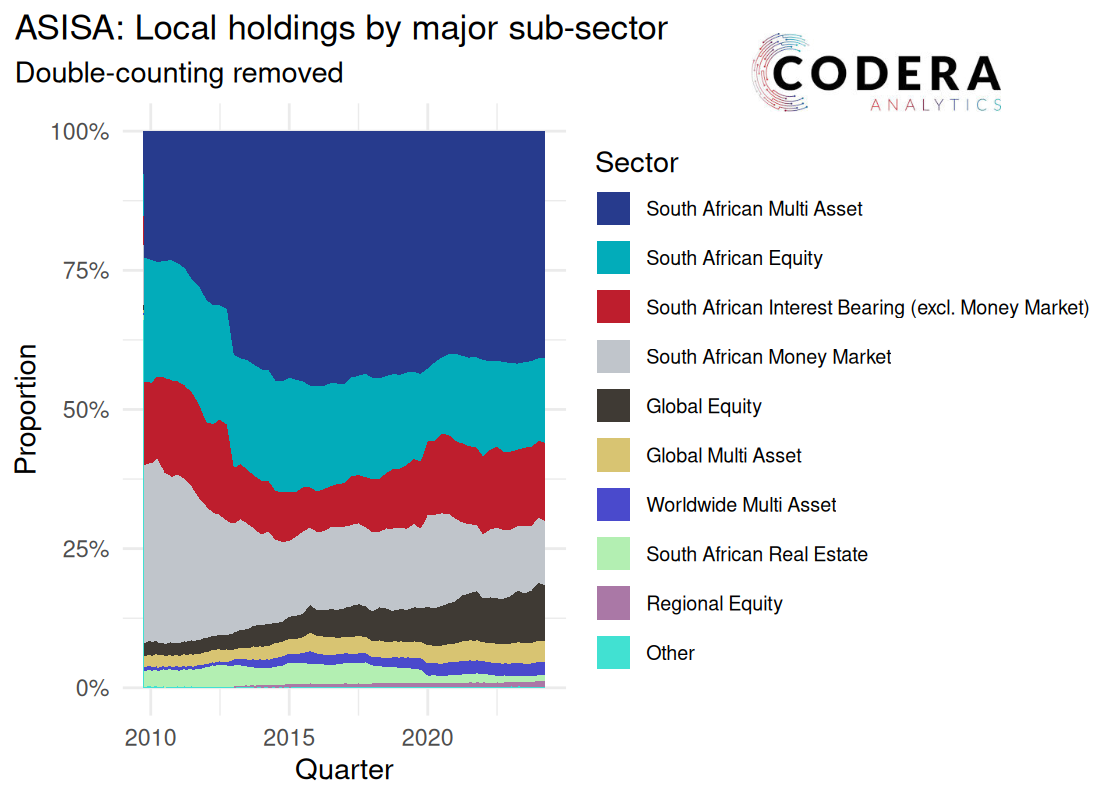 ASISA: Local holdings by major sub-sector
Double-counting removed
CODERA
ANALYTICS
100%
75%
50%
25%
0%
Proportion
2010 2015 2020
Quarter
Sector
South African Multi Asset
South African Equity
South African Interest Bearing (excl. Money Market)
South African Money Market
Global Equity
Global Multi Asset
Worldwide Multi Asset
South African Real Estate
Regional Equity
Other